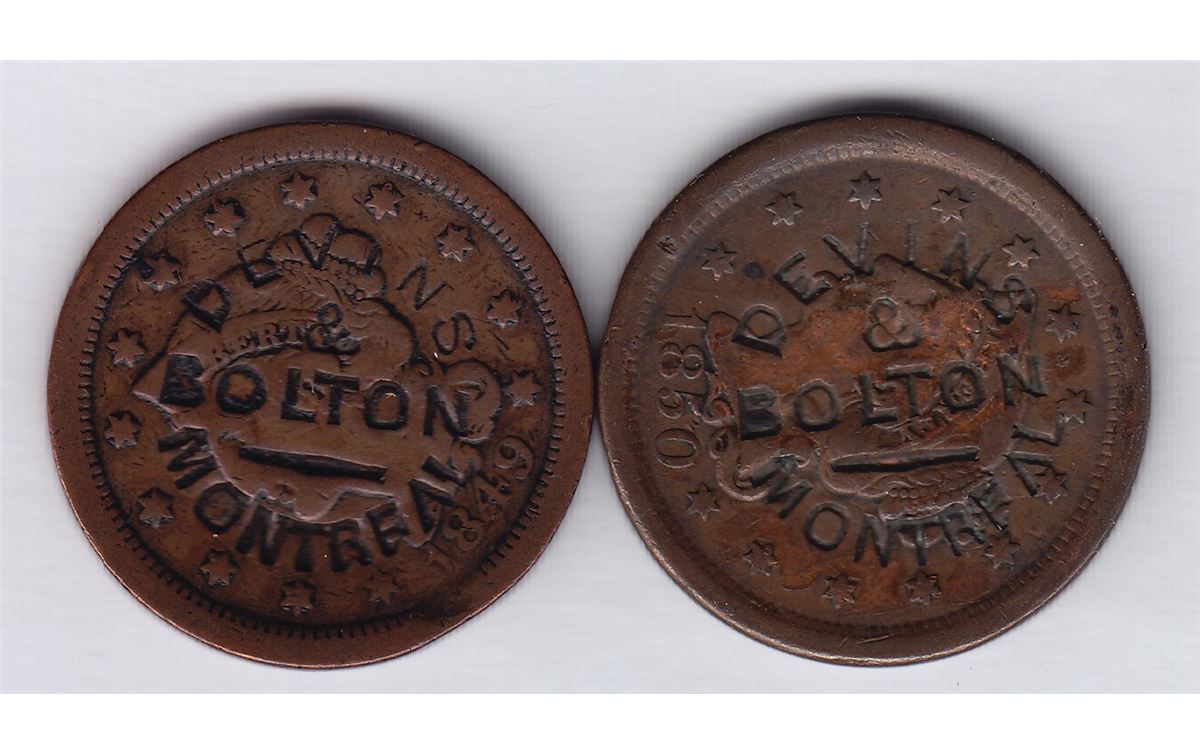 DEVINS
&
BOLTON
MONTREAL
1849
DEVINS
&
BOLTON
MONTREAL
1850